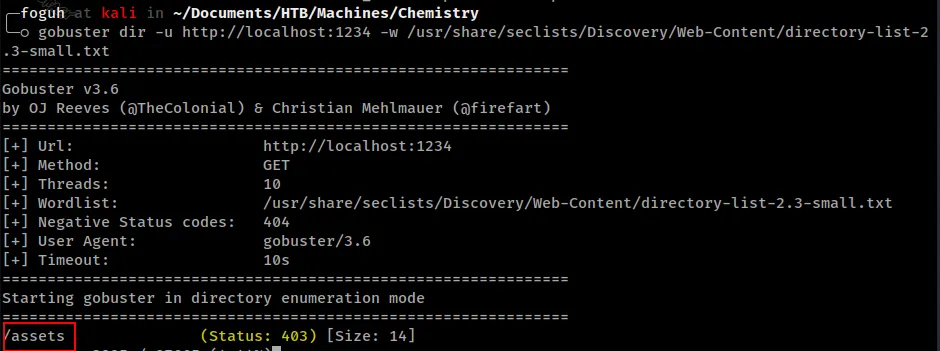 foguh at kali in ~/Documents/HTB/Machines/Chemistry
gobuster dir -u http://localhost:1234 -w /usr/share/seclists/Discovery/Web-Content/directory-list-2
.3-small.txt
===============================================================
Gobuster v3.6
by OJ Reeves (@TheColonial) & Christian Mehlmauer (@firefart)
===============================================================
[+] Url:                     http://localhost:1234
[+] Method:                  GET
[+] Threads:                 10
[+] Wordlist:                /usr/share/seclists/Discovery/Web-Content/directory-list-2.3-small.txt
[+] Negative Status codes:   404
[+] User Agent:              gobuster/3.6
[+] Timeout:                 10s
===============================================================
Starting gobuster in directory enumeration mode
===============================================================
/assets               (Status: 403) [Size: 14]